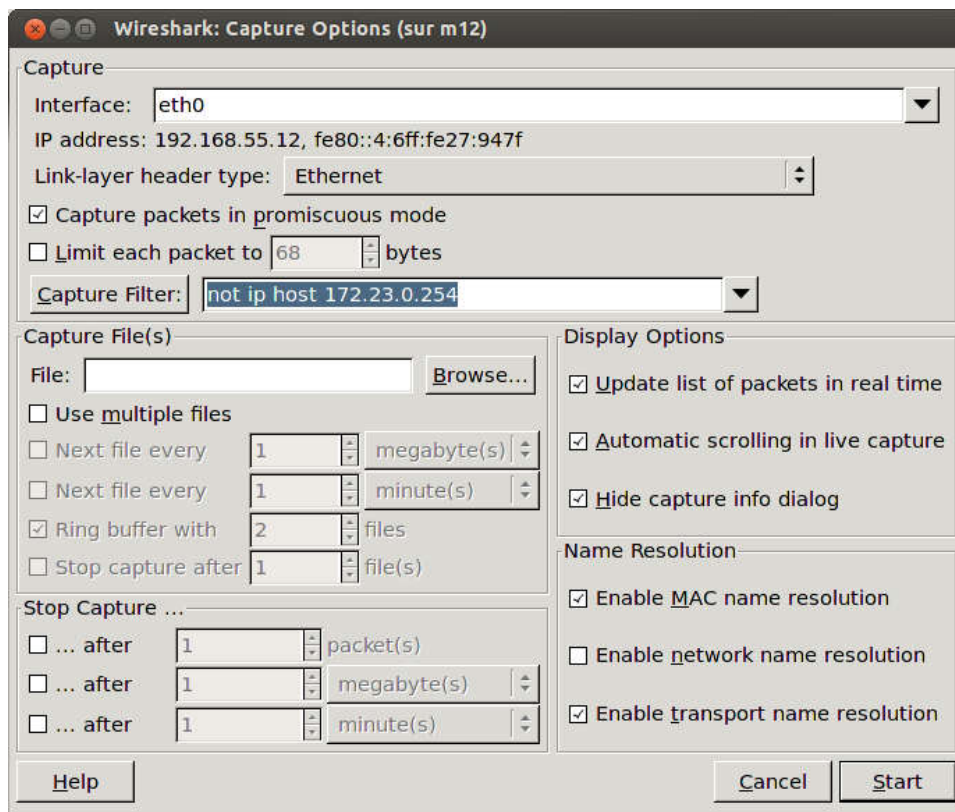 Wireshark: Capture Options (sur m12)
Capture
Interface: eth0
IP address: 192.168.55.12, fe80::4:6ff:fe27:947f
Link-layer header type: Ethernet
Capture packets in promiscuous mode
Limit each packet to 68 bytes
Capture Filter: not ip host 172.23.0.254
Capture File(s)
File: Browse...
Use multiple files
Next file every 1 megabyte(s)
Next file every 1 minute(s)
Ring buffer with 2 files
Stop capture after 1 file(s)
Stop Capture ...
... after 1 packet(s)
... after 1 megabyte(s)
... after 1 minute(s)
Display Options
Update list of packets in real time
Automatic scrolling in live capture
Hide capture info dialog
Name Resolution
Enable MAC name resolution
Enable network name resolution
Enable transport name resolution
Help Cancel Start